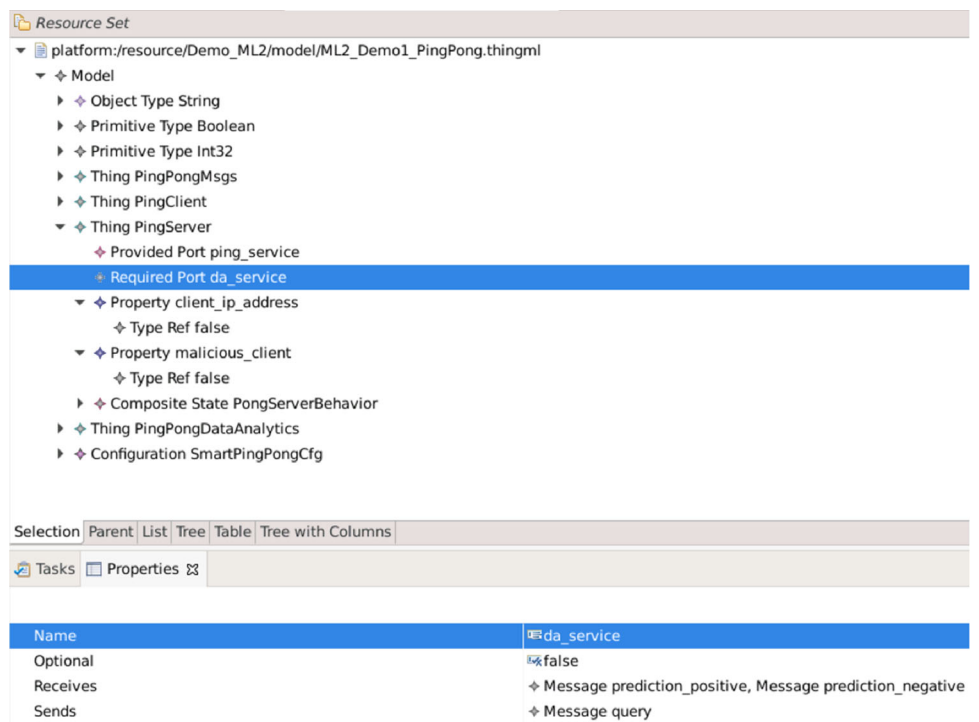 Resource Set
platform:/resource/Demo_ML2/model/ML2_Demo1_PingPong.thingml
Model
Object Type String
Primitive Type Boolean
Primitive Type Int32
Thing PingPongMsgs
Thing PingClient
Thing PingServer
Provided Port ping_service
Required Port da_service
Property client_ip_address
Type Ref false
Property malicious_client
Type Ref false
Composite State PongServerBehavior
Thing PingPongDataAnalytics
Configuration SmartPingPongCfg
Selection Parent List Tree Table Tree with Columns
Tasks Properties
Name da_service
Optional false
Receives Message prediction_positive, Message prediction_negative
Sends Message query